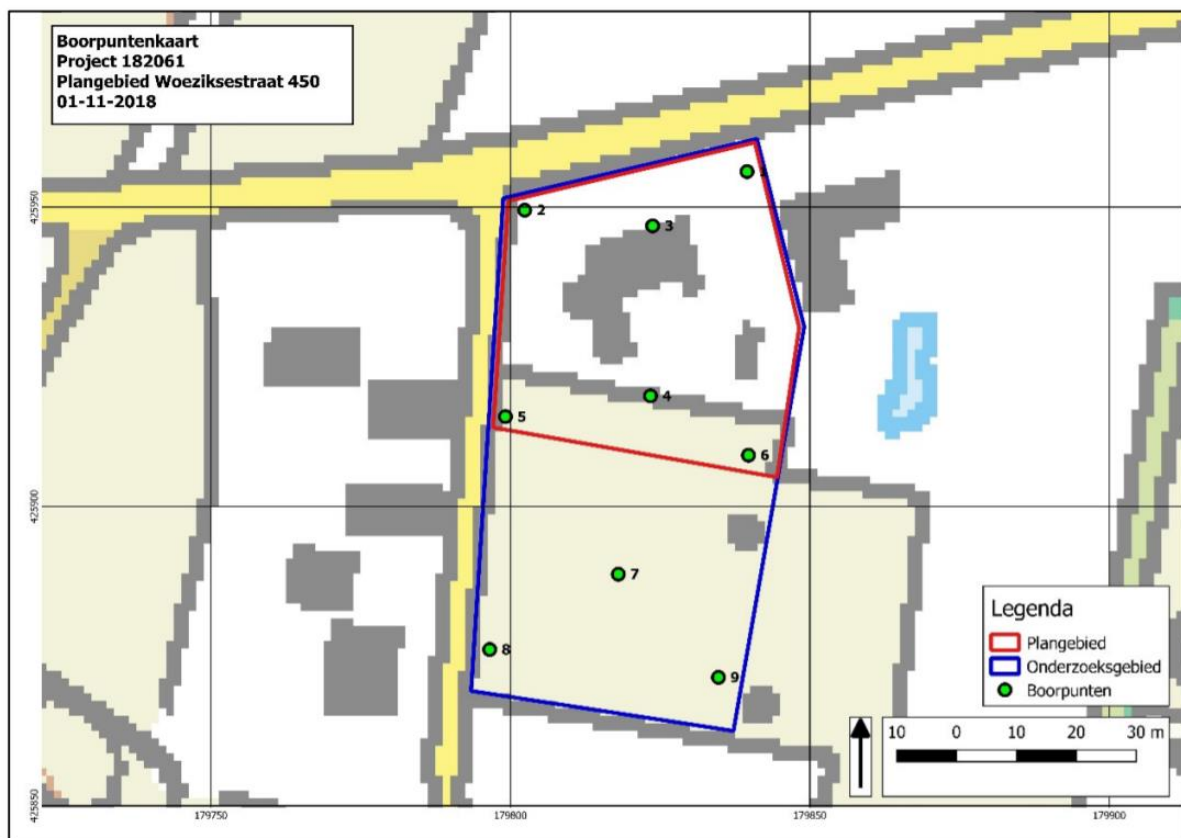 Boorpuntenkaart
Project 182061
Plangebied Woeziksestraat 450
01-11-2018
1
2
3
4
5
6
7
8
9
425950
425900
425850
179750
179800
179850
179900
Legenda
Plangebied
Onderzoeksgebied
Boorpunten
10 0 10 20 30 m